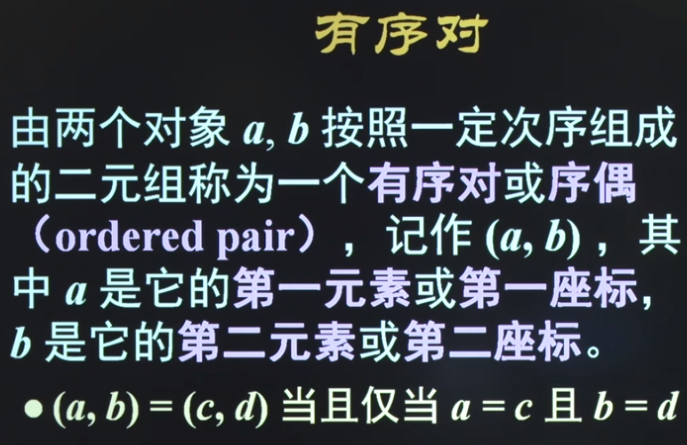 有序对
由两个对象 a, b 按照一定次序组成
的二元组称为一个有序对或序偶
（ordered pair），记作 (a, b)，其
中 a 是它的第一元素或第一座标，
b 是它的第二元素或第二座标。
●(a, b) = (c, d) 当且仅当 a = c 且 b = d